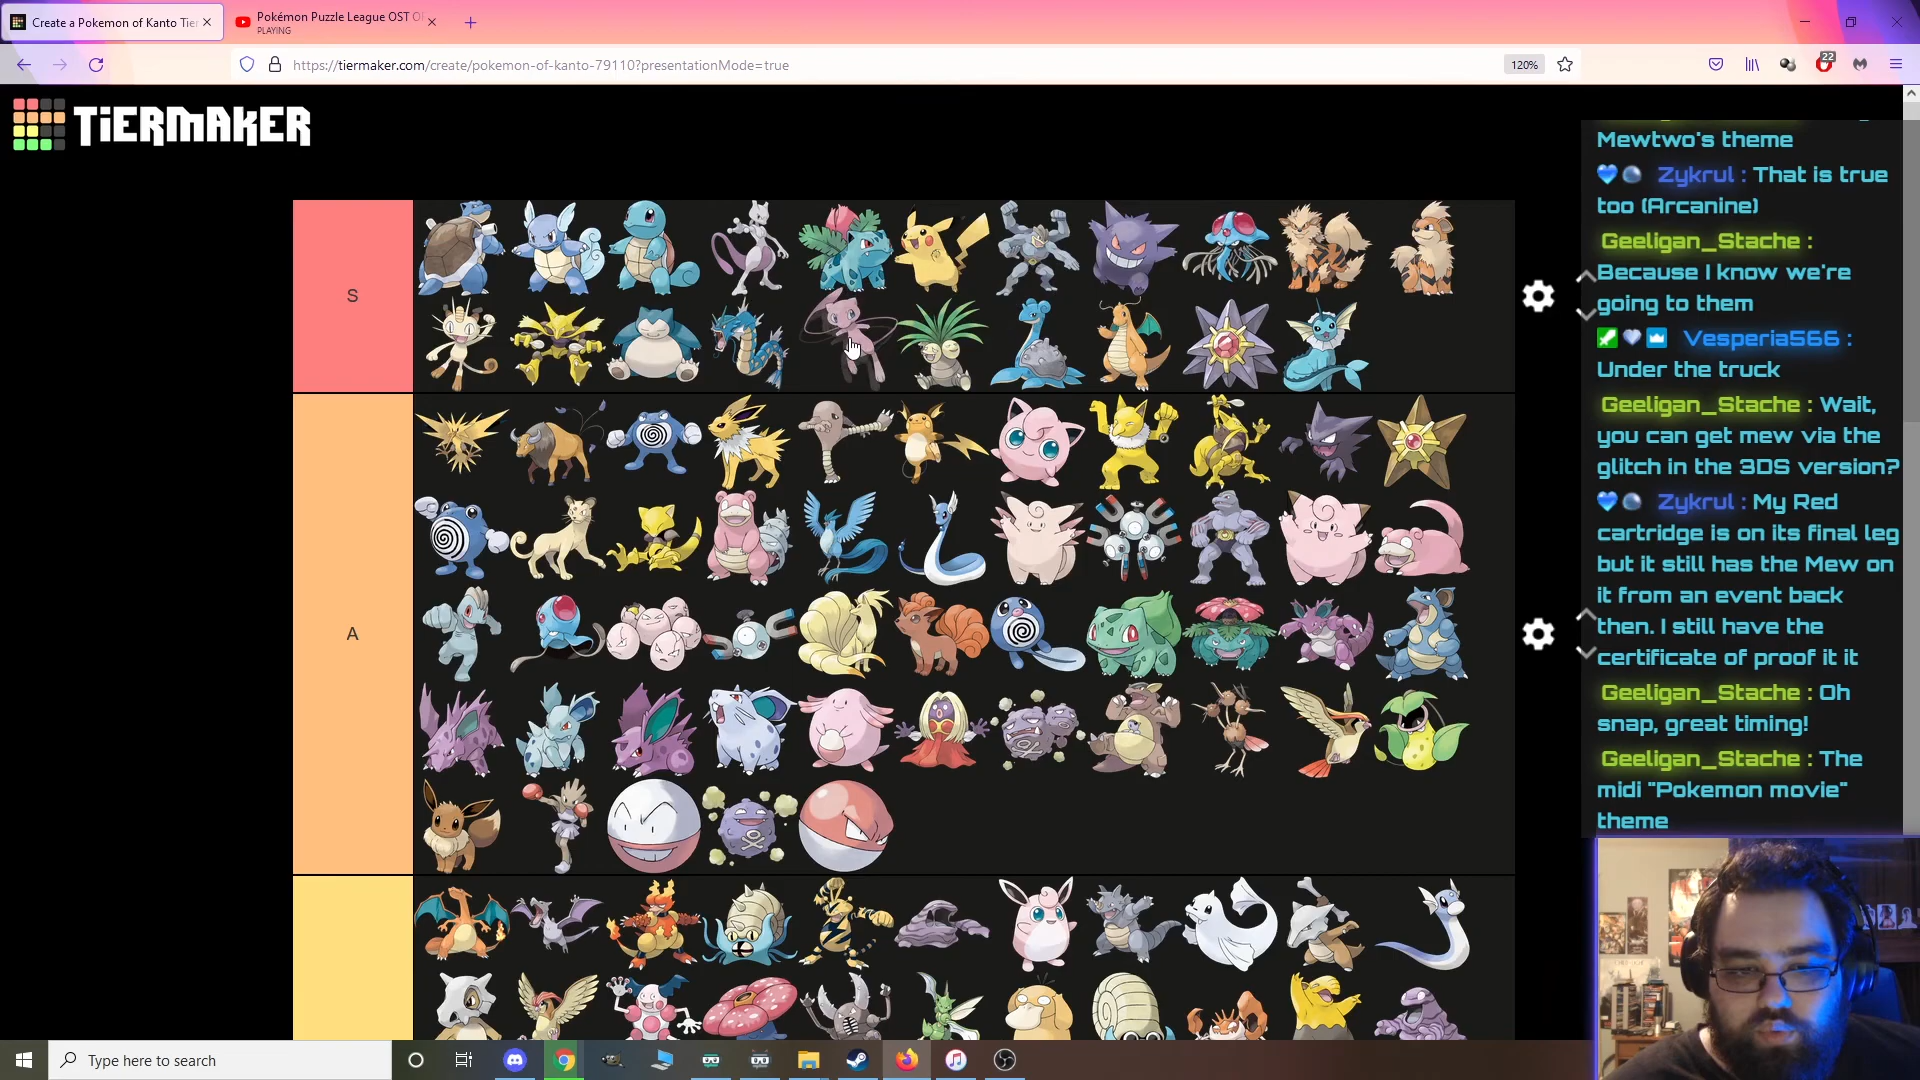 Create a Pokemon of Kanto Tier
Pokémon Puzzle League OST O
PLAYING
https://tiermaker.com/create/pokemon-of-kanto-79110?presentationMode=true
120%
22
TiERMAKER
S
A
Mewtwo's theme
Zykrul : That is true
too (Arcanine)
Geeligan_Stache :
Because I know we're
going to them
Vesperia566 :
Under the truck
Geeligan_Stache : Wait,
you can get mew via the
glitch in the 3DS version?
Zykrul : My Red
cartridge is on its final leg
but it still has the Mew on
it from an event back
then. I still have the
certificate of proof it it
Geeligan_Stache : Oh
snap, great timing!
Geeligan_Stache : The
midi "Pokemon movie"
theme
Type here to search